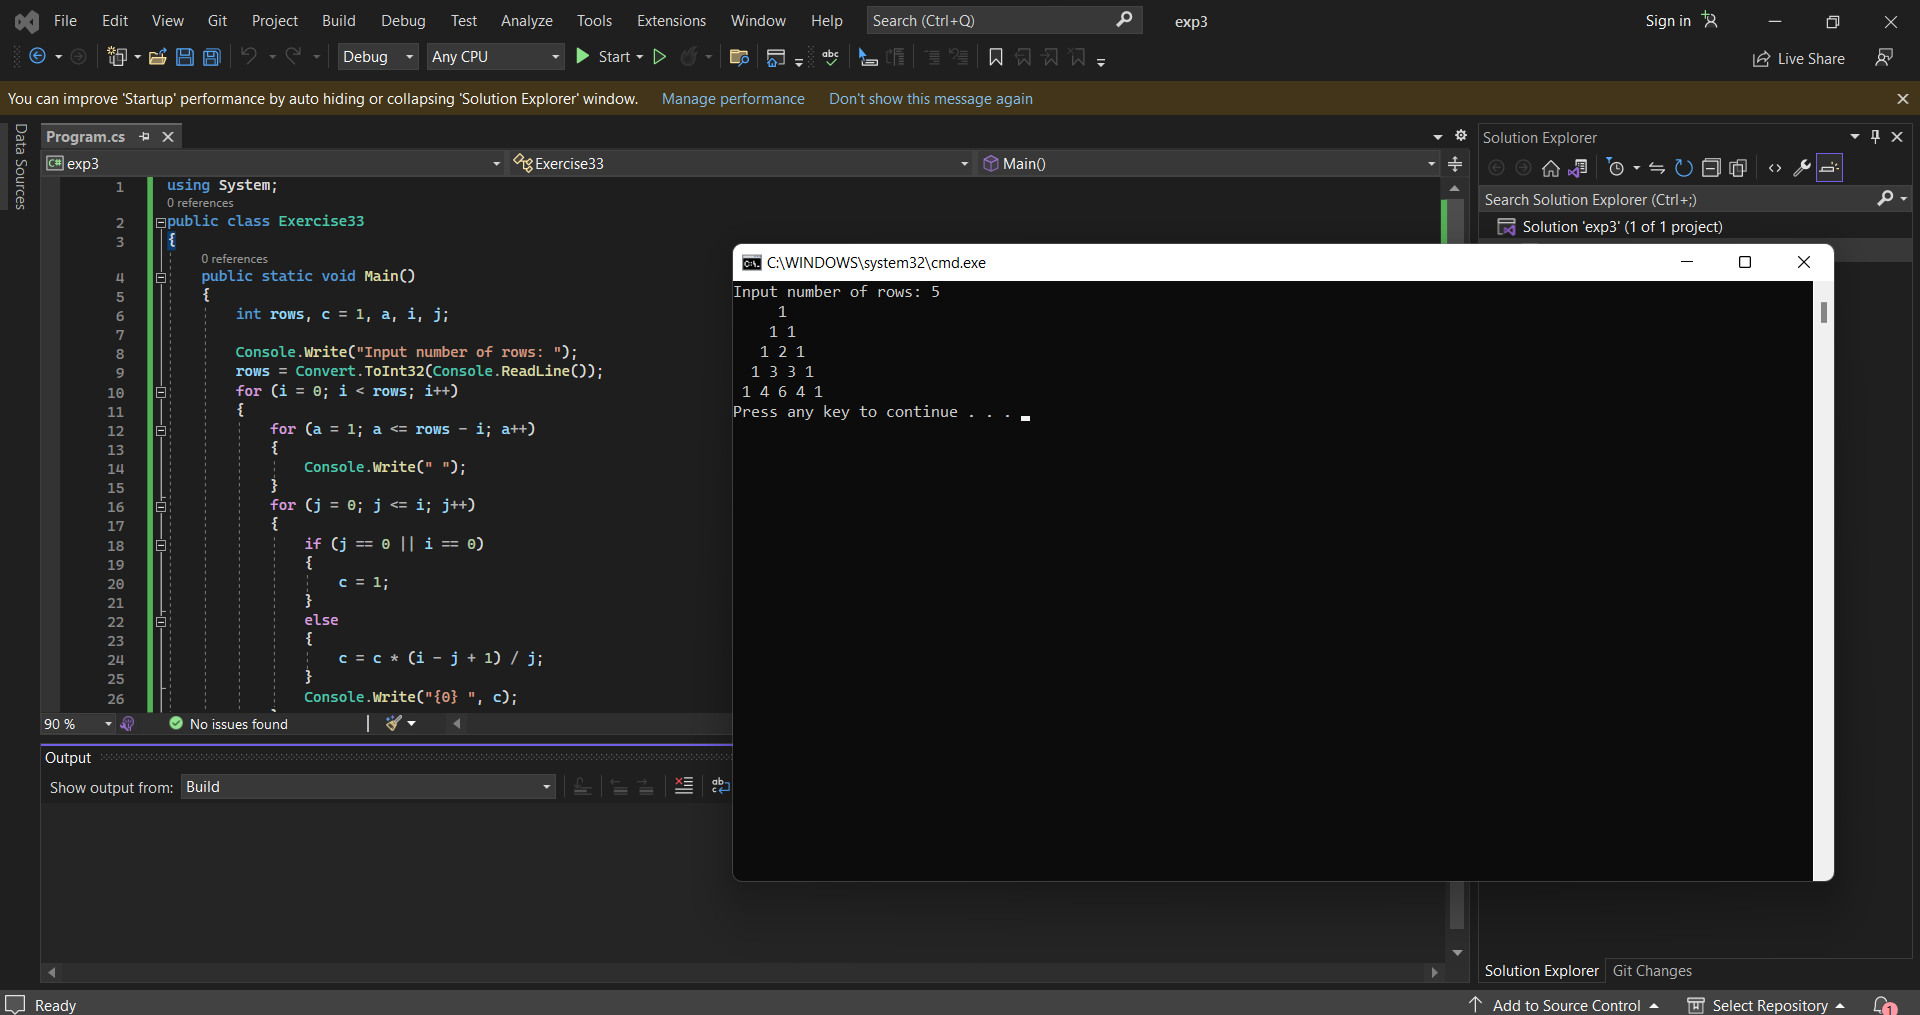 File Edit View Git Project Build Debug Test Analyze Tools Extensions Window Help Search (Ctrl+Q) exp3 Sign in
Debug Any CPU Start Live Share
You can improve 'Startup' performance by auto hiding or collapsing 'Solution Explorer' window. Manage performance Don't show this message again
Data Sources
Program.cs
C# exp3 Exercise33 Main()
1 using System;
0 references
2 public class Exercise33
3 {
0 references
4 public static void Main()
5 {
6 int rows, c = 1, a, i, j;
7
8 Console.Write("Input number of rows: ");
9 rows = Convert.ToInt32(Console.ReadLine());
10 for (i = 0; i < rows; i++)
11 {
12 for (a = 1; a <= rows - i; a++)
13 {
14 Console.Write(" ");
15 }
16 for (j = 0; j <= i; j++)
17 {
18 if (j == 0 || i == 0)
19 {
20 c = 1;
21 }
22 else
23 {
24 c = c * (i - j + 1) / j;
25 }
26 Console.Write("{0} ", c);
90 % No issues found
Output
Show output from: Build
C:\WINDOWS\system32\cmd.exe
Input number of rows: 5
1
1 1
1 2 1
1 3 3 1
1 4 6 4 1
Press any key to continue . . .
Solution Explorer
Search Solution Explorer (Ctrl+;)
Solution 'exp3' (1 of 1 project)
Solution Explorer Git Changes
Ready Add to Source Control Select Repository 1